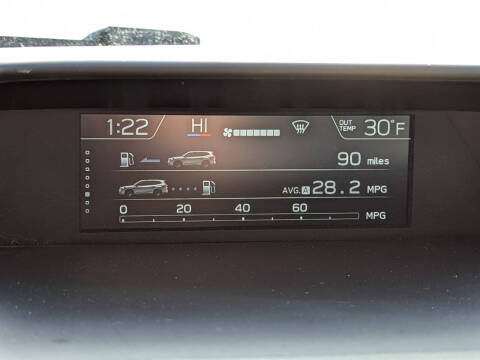 1:22 HI OUT TEMP 30°F
90 miles
AVG. A 28.2 MPG
0 20 40 60 MPG